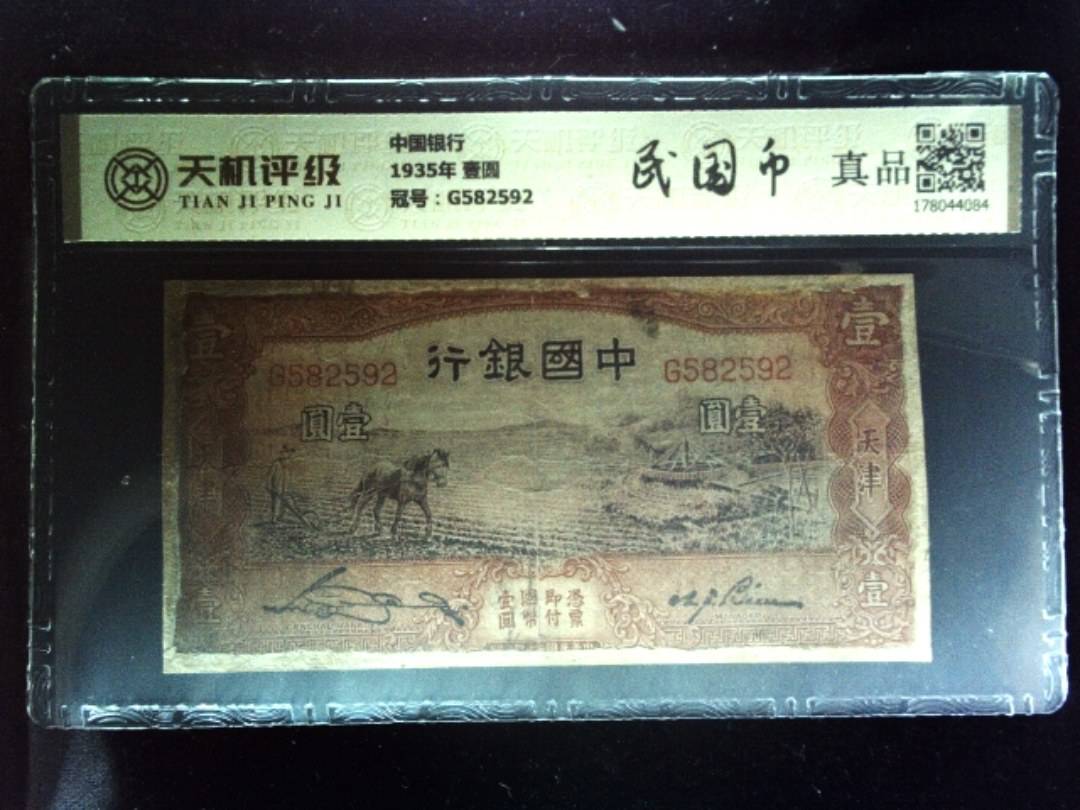 天机评级
TIAN JI PING JI
中国银行
1935年 壹圆
冠号：G582592
民国币
真品
178044084
壹
壹
G582592
行銀國中
G582592
圓壹
圓壹
天津
天津
憑票
即付
國幣
壹圓
壹
壹